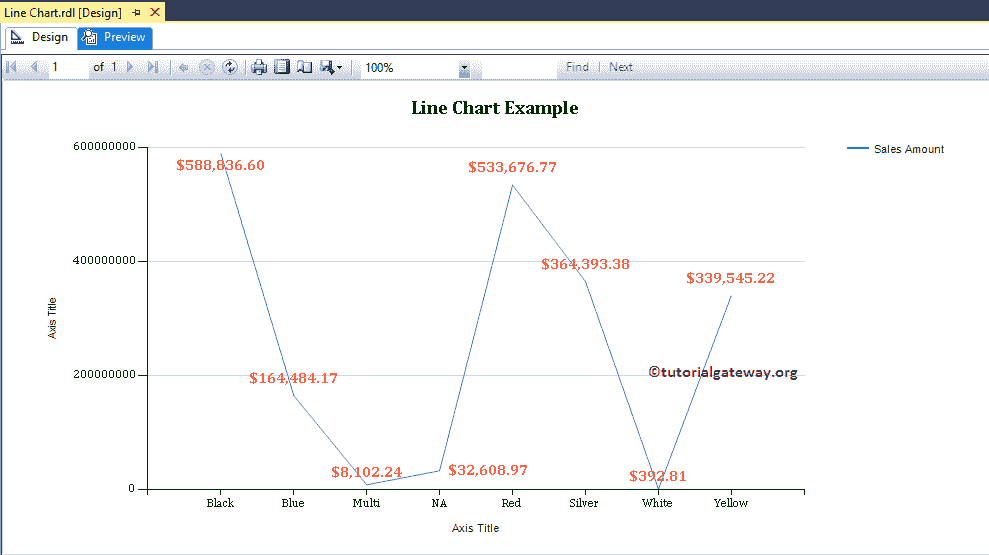 Line Chart.rdl [Design]
Design
Preview
1
of 1
100%
Find
Next
Line Chart Example
600000000
400000000
200000000
0
Axis Title
$588,836.60
$164,484.17
$8,102.24
$32,608.97
$533,676.77
$364,393.38
$392.81
$339,545.22
Sales Amount
©tutorialgateway.org
Black
Blue
Multi
NA
Red
Silver
White
Yellow
Axis Title